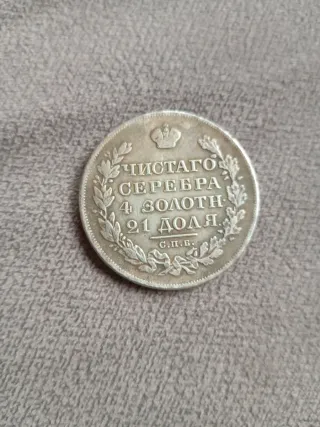 ЧИСТАГО
СЕРЕБРА
4 ЗОЛОТН
21 ДОЛЯ
С.П.Б.